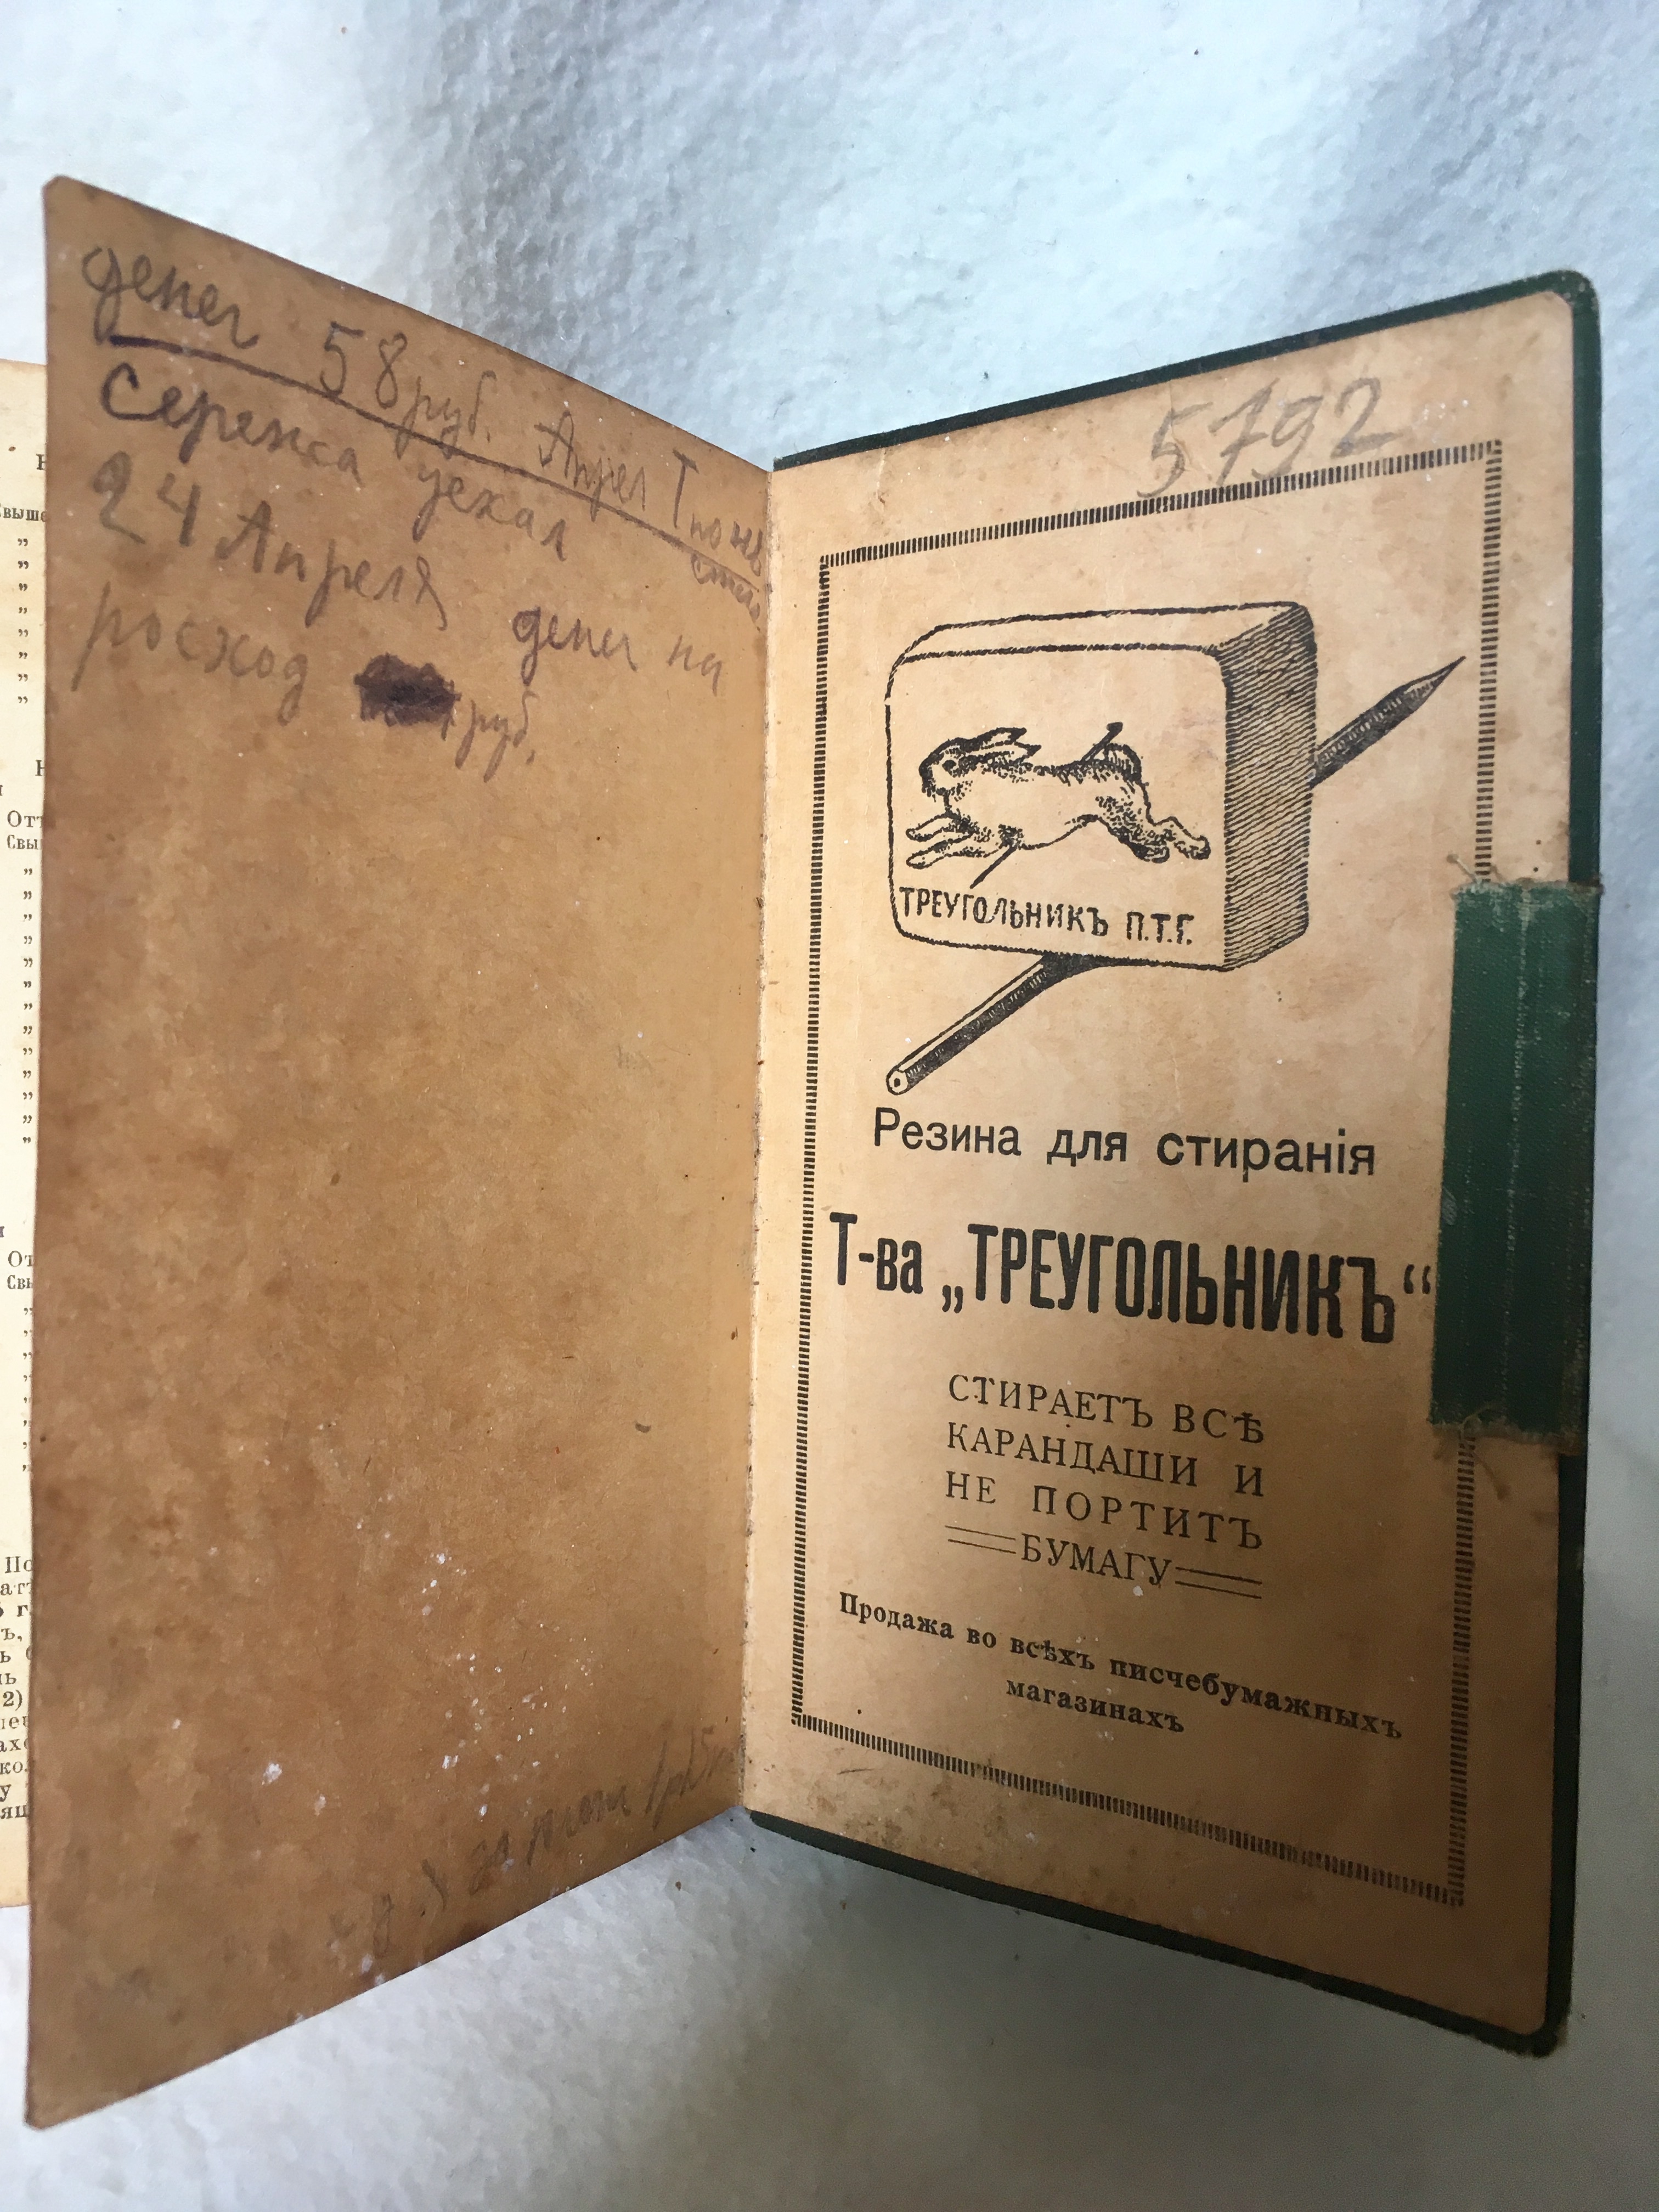 денег 58 руб. Апрел
Сережа уехал
24 Апреля денег на
росход руб.
5792
ТРЕУГОЛЬНИКЪ П.Т.Г.
Резина для стиранія
Т-ва „ТРЕУГОЛЬНИКЪ“
СТИРАЕТЪ ВСѢ
КАРАНДАШИ И
НЕ ПОРТИТЪ
БУМАГУ
Продажа во всѣхъ писчебумажныхъ
магазинахъ